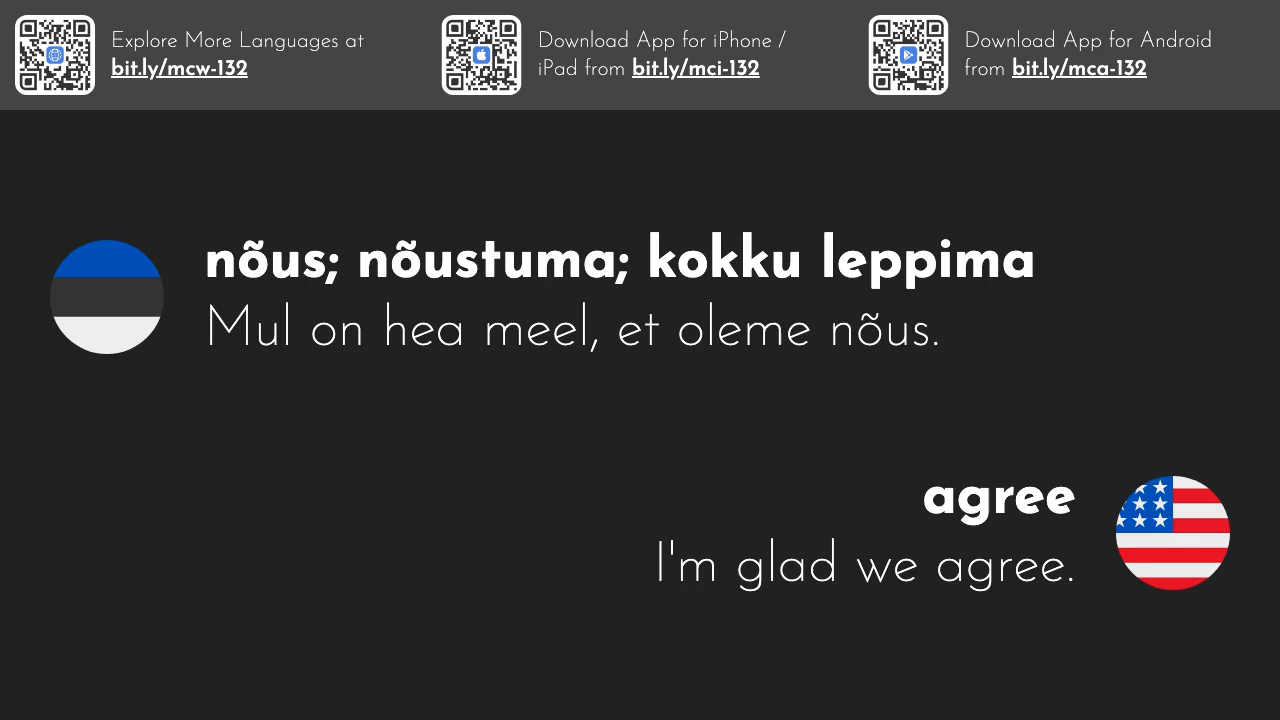 Explore More Languages at
bit.ly/mcw-132
Download App for iPhone /
iPad from bit.ly/mci-132
Download App for Android
from bit.ly/mca-132
nõus; nõustuma; kokku leppima
Mul on hea meel, et oleme nõus.
agree
I'm glad we agree.